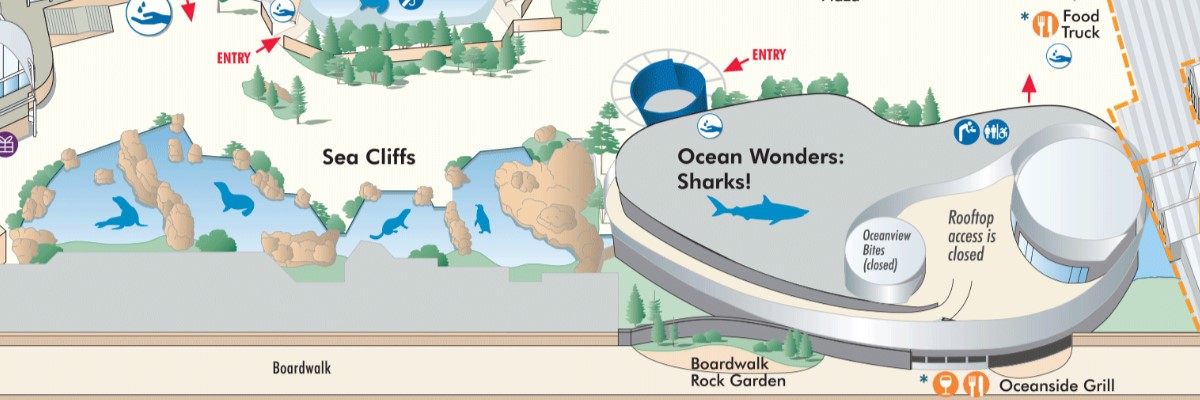 * Food
Truck
ENTRY
ENTRY
Sea Cliffs
Ocean Wonders:
Sharks!
Oceanview
Bites
(closed)
Rooftop
access is
closed
Boardwalk
Boardwalk
Rock Garden
* Oceanside Grill